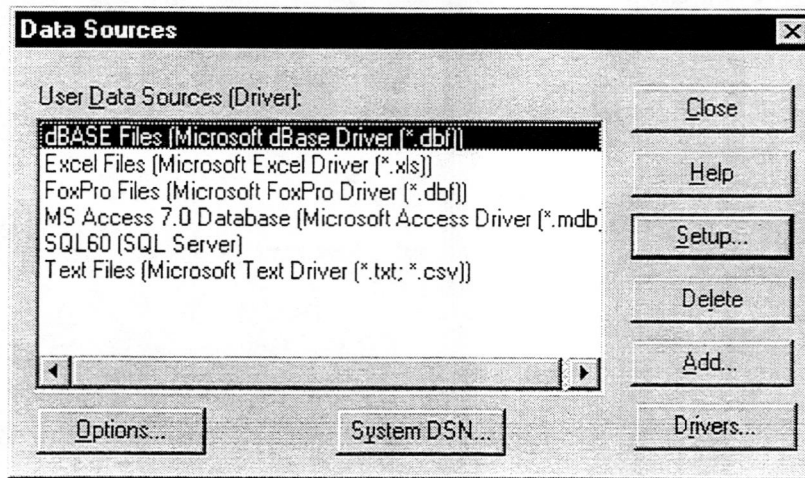 Data Sources
User Data Sources (Driver):
dBASE Files (Microsoft dBase Driver (*.dbf))
Excel Files (Microsoft Excel Driver (*.xls))
FoxPro Files (Microsoft FoxPro Driver (*.dbf))
MS Access 7.0 Database (Microsoft Access Driver (*.mdb)
SQL60 (SQL Server)
Text Files (Microsoft Text Driver (*.txt; *.csv))
Close
Help
Setup...
Delete
Add...
Drivers...
Options...
System DSN...